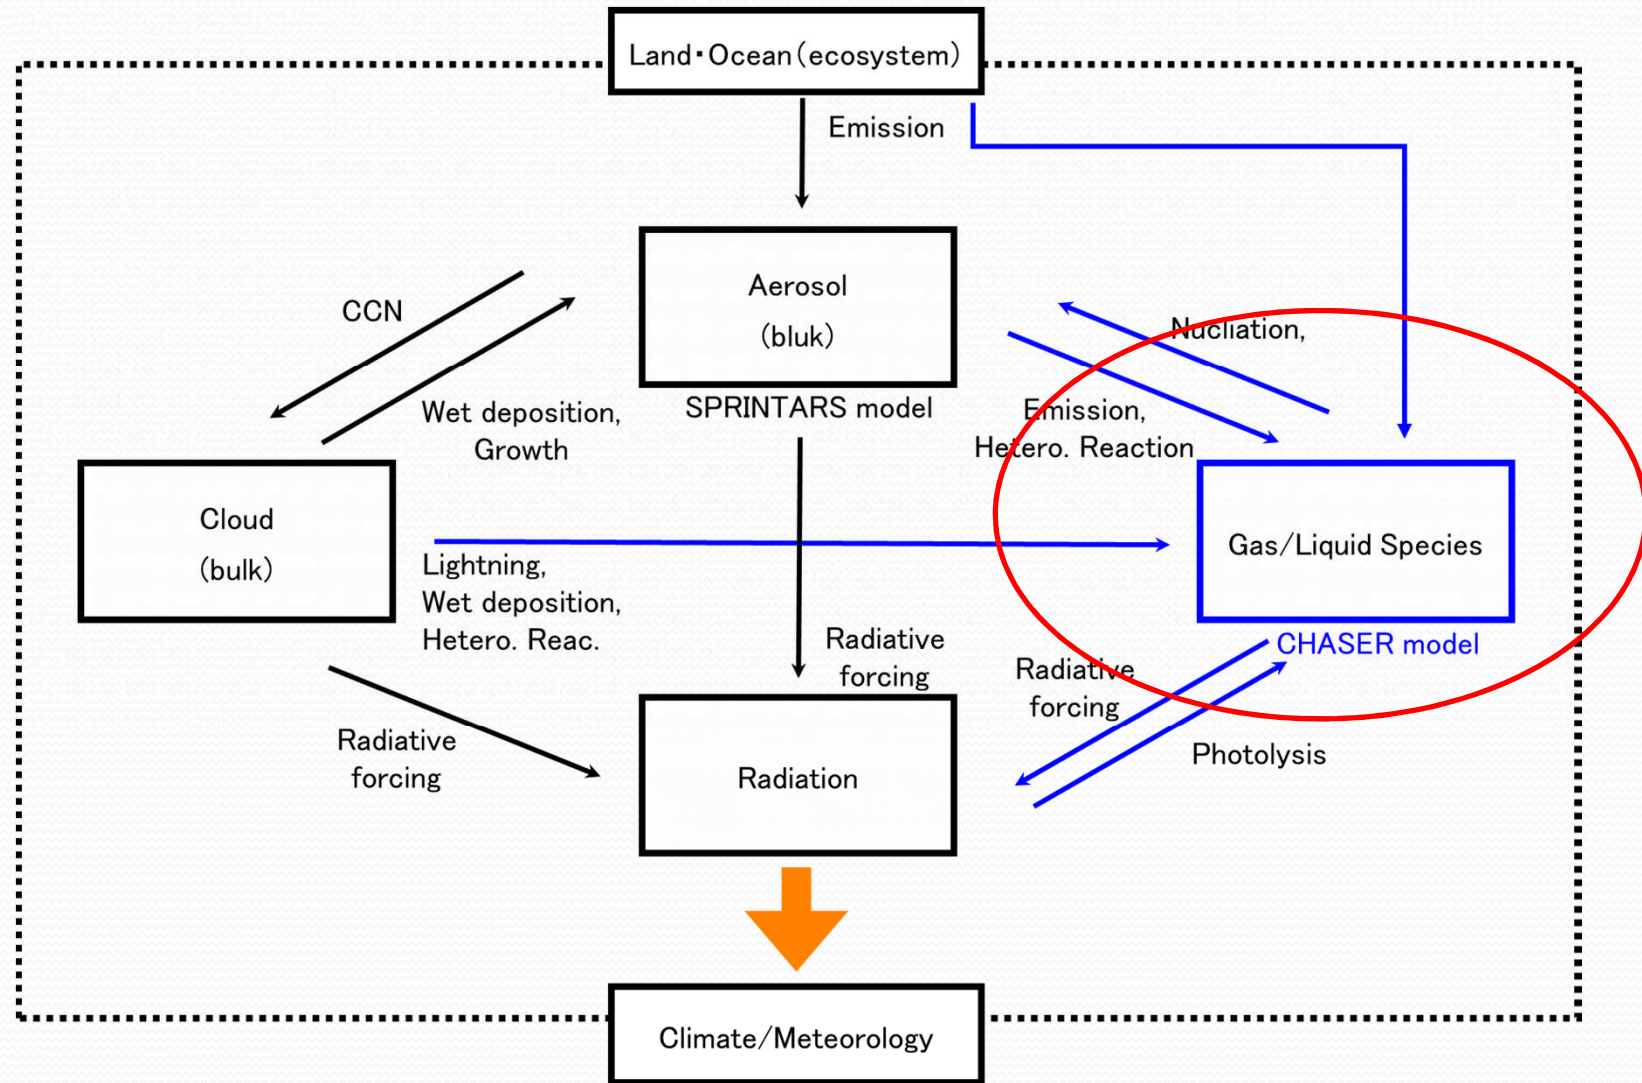 Land・Ocean(ecosystem)
Emission
Aerosol
(bluk)
SPRINTARS model
CCN
Wet deposition,
Growth
Nucliation,
Emission,
Hetero. Reaction
Cloud
(bulk)
Lightning,
Wet deposition,
Hetero. Reac.
Gas/Liquid Species
CHASER model
Radiative
forcing
Radiative
forcing
Radiative
forcing
Photolysis
Radiation
Climate/Meteorology